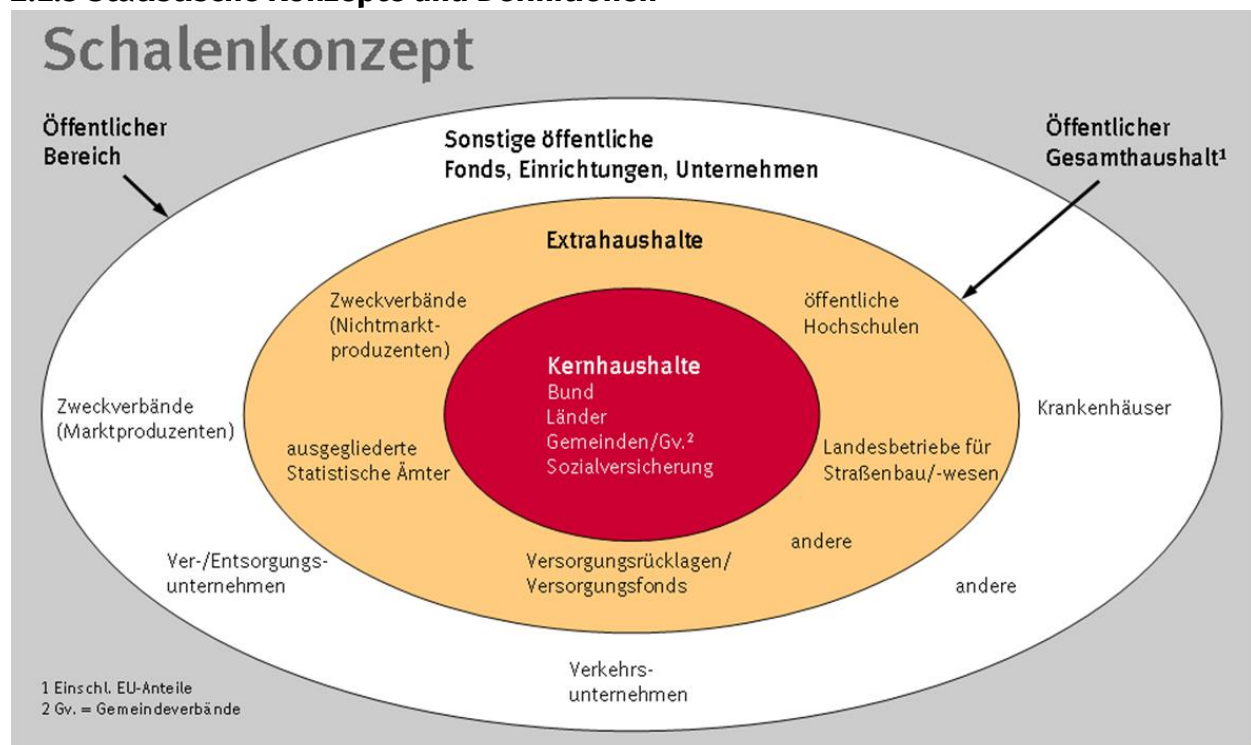 Schalenkonzept
Öffentlicher
Bereich
Sonstige öffentliche
Fonds, Einrichtungen, Unternehmen
Öffentlicher
Gesamthaushalt¹
Extrahaushalte
Zweckverbände
(Nichtmarkt-
produzenten)
öffentliche
Hochschulen
Kernhaushalte
Bund
Länder
Gemeinden/Gv.²
Sozialversicherung
Zweckverbände
(Marktproduzenten)
Krankenhäuser
ausgegliederte
Statistische Ämter
Landesbetriebe für
Straßenbau/-wesen
andere
Ver-/Entsorgungs-
unternehmen
Versorgungsrücklagen/
Versorgungsfonds
andere
Verkehrs-
unternehmen
1 Einschl. EU-Anteile
2 Gv. = Gemeindeverbände